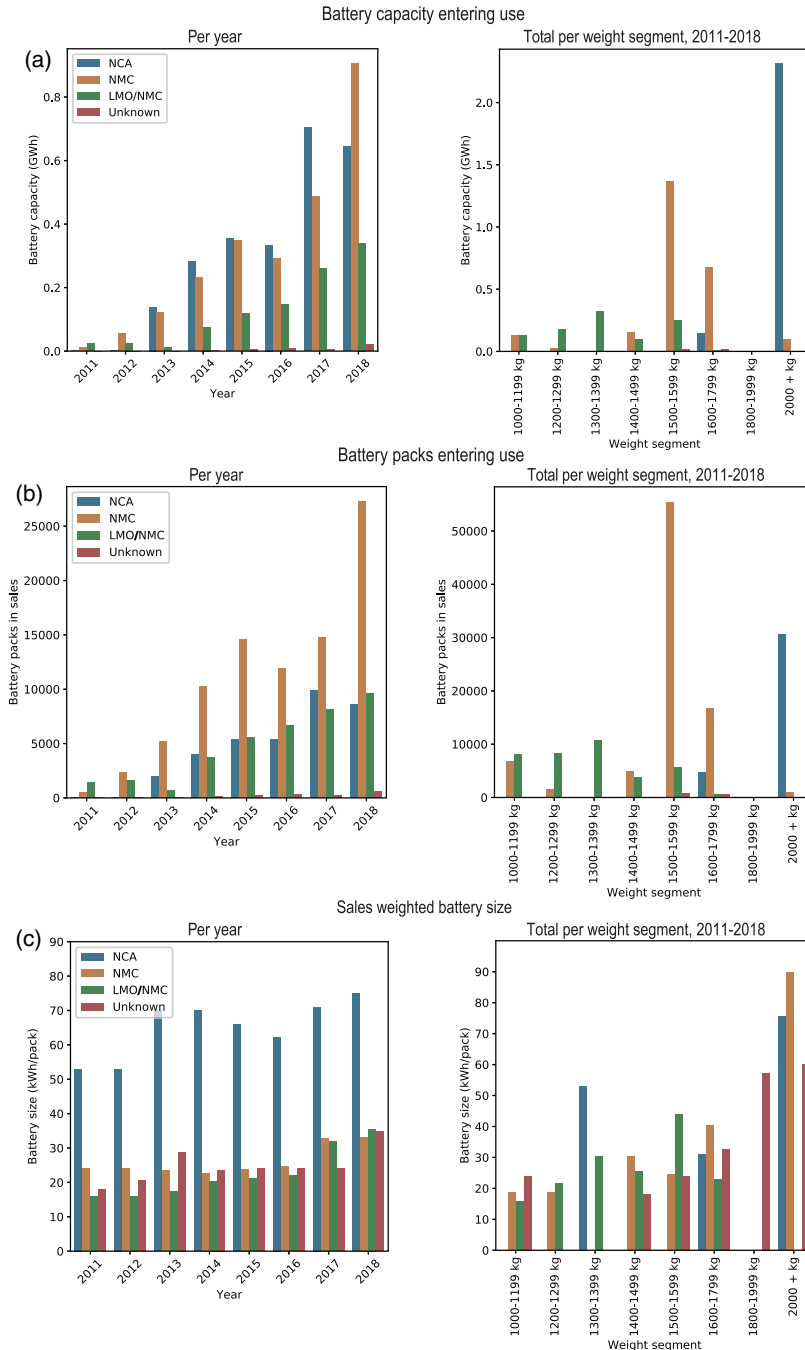 Battery capacity entering use
Per year
Total per weight segment, 2011-2018
(a)
NCA
NMC
LMO/NMC
Unknown
Battery capacity (GWh)
0.8
0.6
0.4
0.2
0.0
2011
2012
2013
2014
2015
2016
2017
2018
Year
Battery capacity (GWh)
2.0
1.5
1.0
0.5
0.0
1000-1199 kg
1200-1299 kg
1300-1399 kg
1400-1499 kg
1500-1599 kg
1600-1799 kg
1800-1999 kg
2000 + kg
Weight segment
Battery packs entering use
Per year
Total per weight segment, 2011-2018
(b)
NCA
NMC
LMO/NMC
Unknown
Battery packs in sales
25000
20000
15000
10000
5000
0
2011
2012
2013
2014
2015
2016
2017
2018
Year
Battery packs in sales
50000
40000
30000
20000
10000
0
1000-1199 kg
1200-1299 kg
1300-1399 kg
1400-1499 kg
1500-1599 kg
1600-1799 kg
1800-1999 kg
2000 + kg
Weight segment
Sales weighted battery size
Per year
Total per weight segment, 2011-2018
(c)
NCA
NMC
LMO/NMC
Unknown
Battery size (kWh/pack)
90
80
70
60
50
40
30
20
10
0
2011
2012
2013
2014
2015
2016
2017
2018
Year
Battery size (kWh/pack)
90
80
70
60
50
40
30
20
10
0
1000-1199 kg
1200-1299 kg
1300-1399 kg
1400-1499 kg
1500-1599 kg
1600-1799 kg
1800-1999 kg
2000 + kg
Weight segment